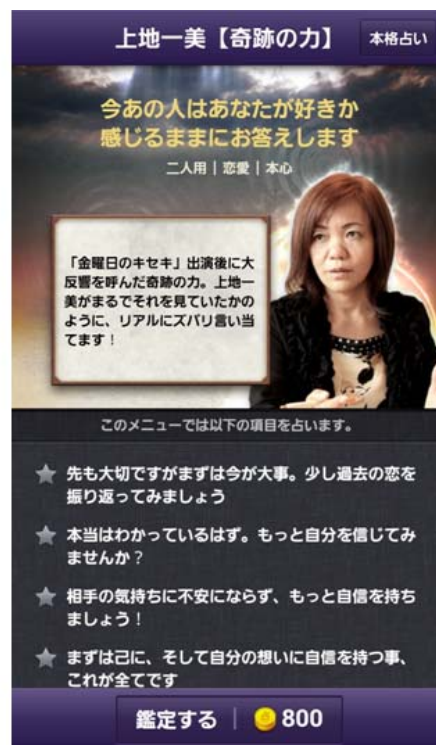 上地一美【奇跡の力】
本格占い
今あの人はあなたが好きか
感じるままにお答えします
二人用｜恋愛｜本心
「金曜日のキセキ」出演後に大
反響を呼んだ奇跡の力。上地一
美がまるでそれを見ていたかの
ように、リアルにズバリ言い当
てます！
このメニューでは以下の項目を占います。
先も大切ですがまずは今が大事。少し過去の恋を
振り返ってみましょう
本当はわかっているはず。もっと自分を信じてみ
ませんか？
相手の気持ちに不安にならず、もっと自信を持ち
ましょう！
まずは己に、そして自分の想いに自信を持つ事、
これが全てです
鑑定する｜800